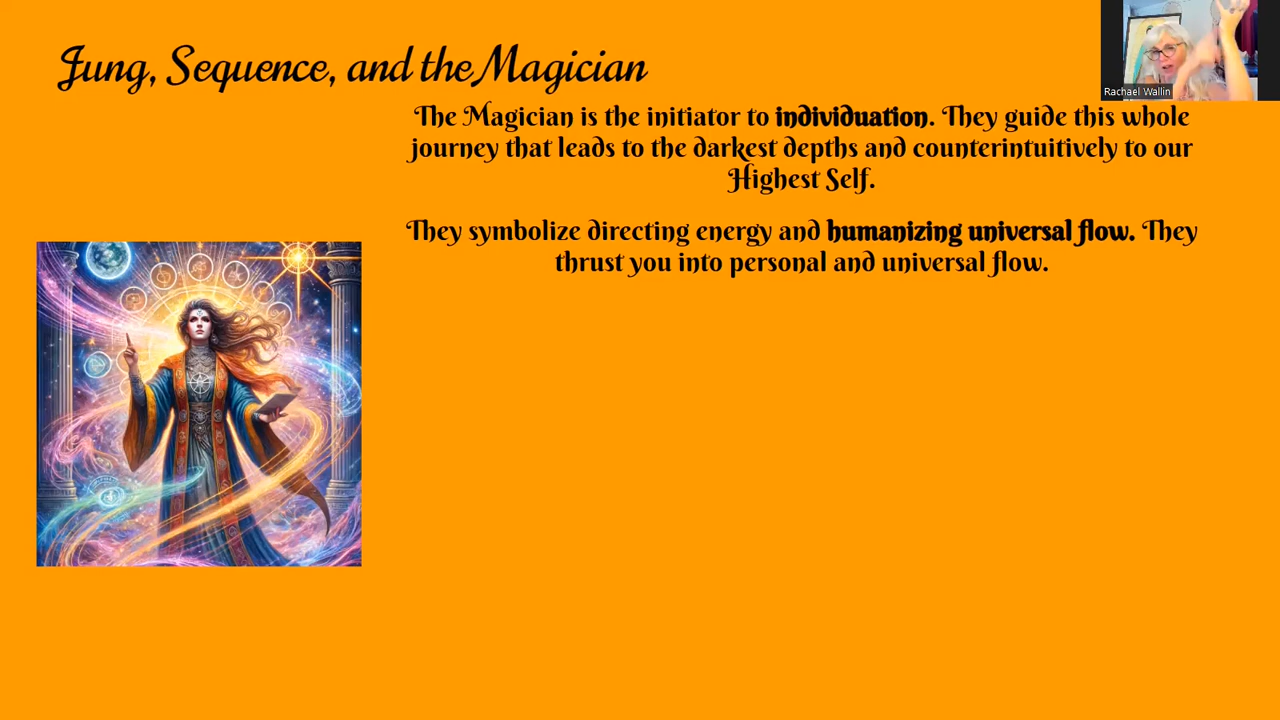 Jung, Sequence, and the Magician
Rachael Wallin
The Magician is the initiator to individuation. They guide this whole
journey that leads to the darkest depths and counterintuitively to our
Highest Self.
They symbolize directing energy and humanizing universal flow. They
thrust you into personal and universal flow.